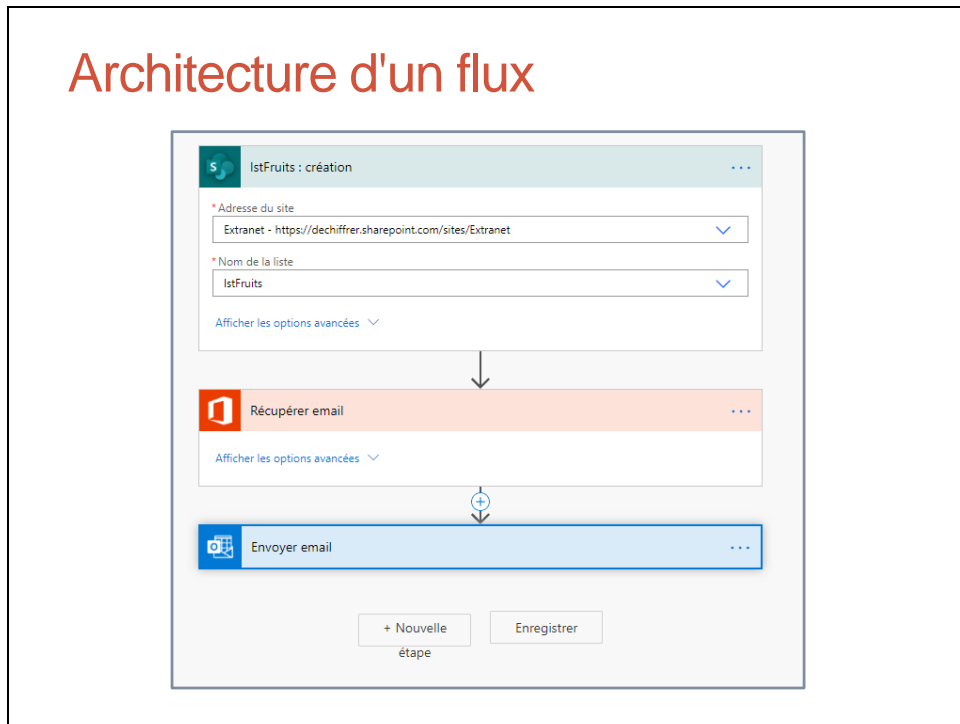 Architecture d'un flux
lstFruits : création
* Adresse du site
Extranet - https://dechiffrer.sharepoint.com/sites/Extranet
* Nom de la liste
lstFruits
Afficher les options avancées
Récupérer email
Afficher les options avancées
Envoyer email
+ Nouvelle
étape
Enregistrer